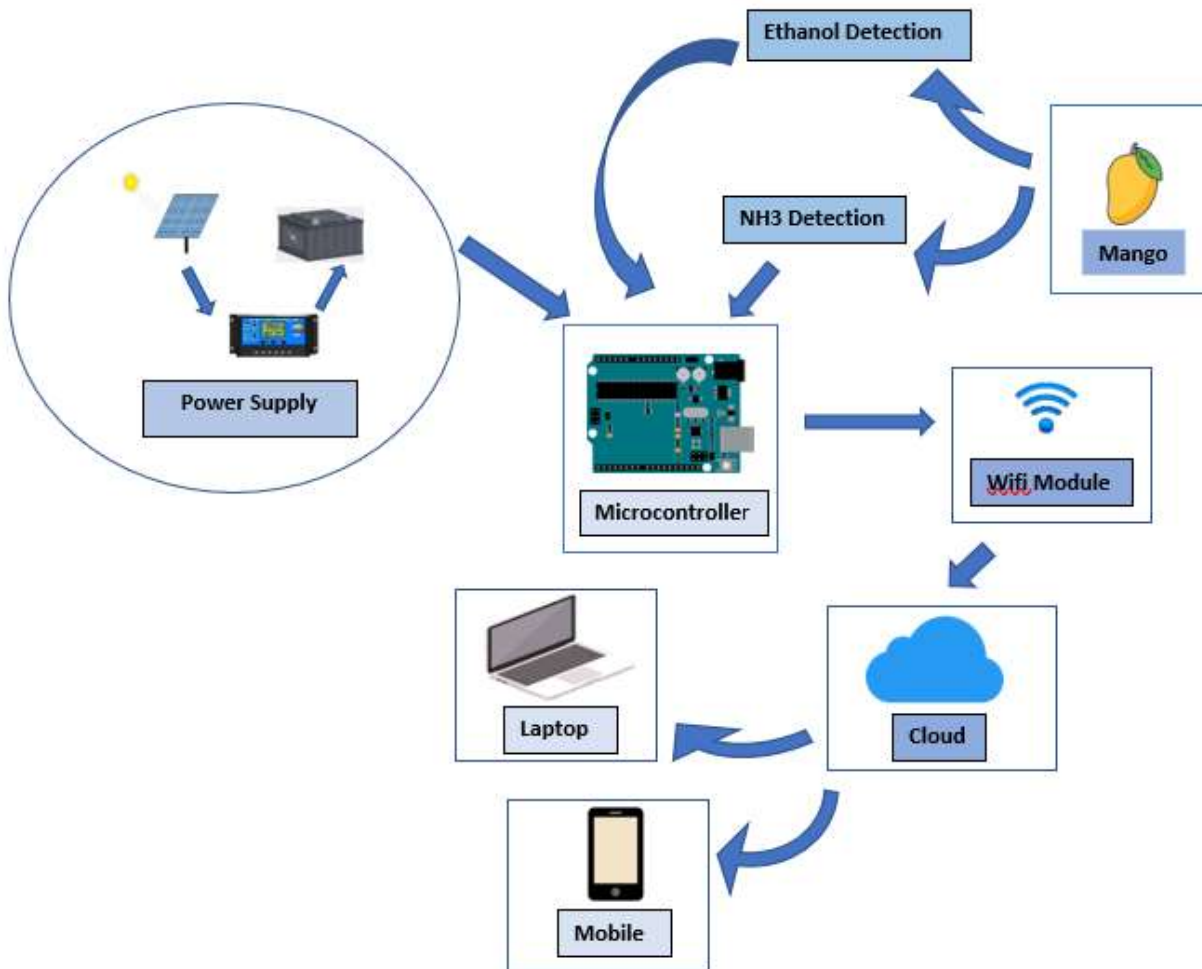 Ethanol Detection
NH3 Detection
Mango
Power Supply
Microcontroller
Wifi Module
Laptop
Cloud
Mobile